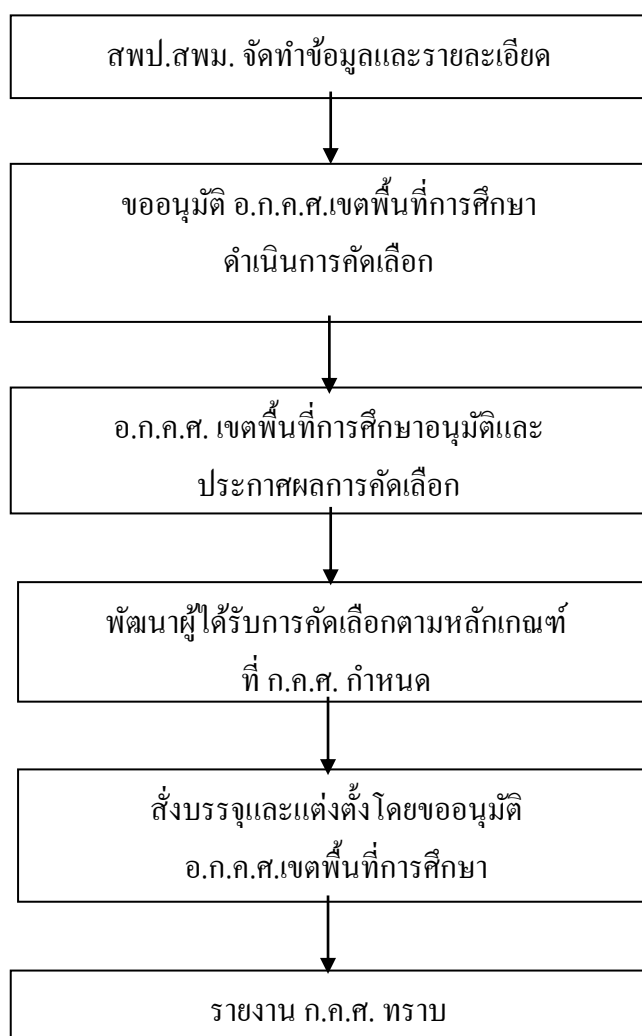 สพป.สพม. จัดทำข้อมูลและรายละเอียด
ขออนุมัติ อ.ก.ค.ศ.เขตพื้นที่การศึกษา
ดำเนินการคัดเลือก
อ.ก.ค.ศ. เขตพื้นที่การศึกษาอนุมัติและ
ประกาศผลการคัดเลือก
พัฒนาผู้ได้รับการคัดเลือกตามหลักเกณฑ์
ที่ ก.ค.ศ. กำหนด
สั่งบรรจุและแต่งตั้งโดยขออนุมัติ
อ.ก.ค.ศ.เขตพื้นที่การศึกษา
รายงาน ก.ค.ศ. ทราบ